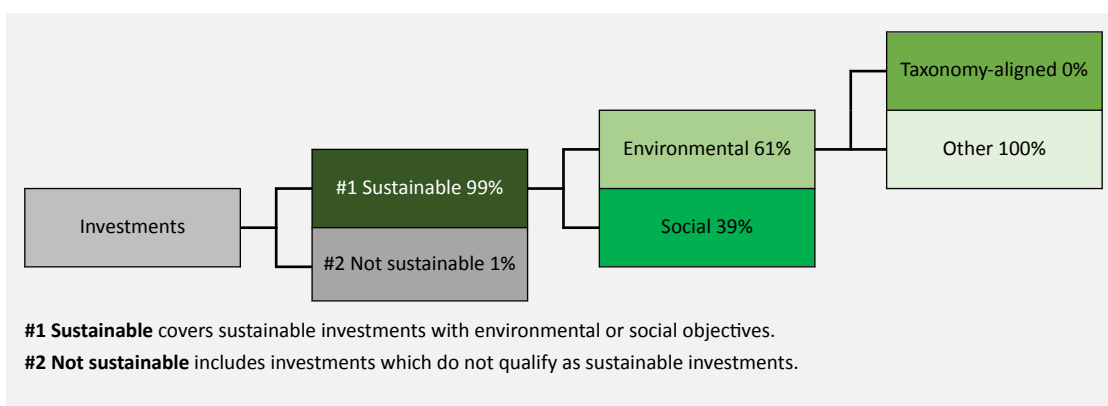 Taxonomy-aligned 0%
Environmental 61%
Other 100%
#1 Sustainable 99%
Investments
Social 39%
#2 Not sustainable 1%
#1 Sustainable covers sustainable investments with environmental or social objectives.
#2 Not sustainable includes investments which do not qualify as sustainable investments.